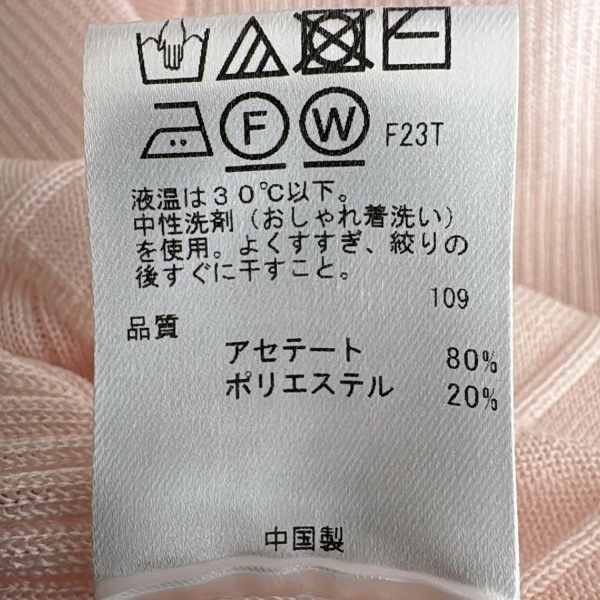 F W F23T
液温は30℃以下。
中性洗剤（おしゃれ着洗い）
を使用。よくすすぎ、絞りの
後すぐに干すこと。
109
品質
アセテート 80%
ポリエステル 20%
中国製